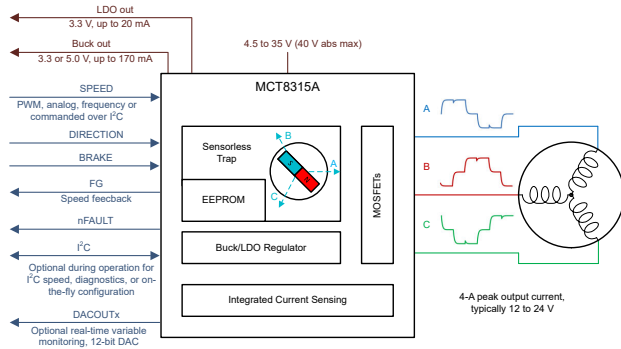 LDO out
3.3 V, up to 20 mA
Buck out
3.3 or 5.0 V, up to 170 mA
4.5 to 35 V (40 V abs max)
MCT8315A
SPEED
PWM, analog, frequency or
commanded over I²C
DIRECTION
BRAKE
FG
Speed feecback
nFAULT
I²C
Optional during operation for
I²C speed, diagnostics, or on-
the-fly configuration
DACOUTx
Optional real-time variable
monitoring, 12-bit DAC
Sensorless
Trap
EEPROM
B
A
C
MOSFETs
Buck/LDO Regulator
Integrated Current Sensing
A
B
C
4-A peak output current,
typically 12 to 24 V